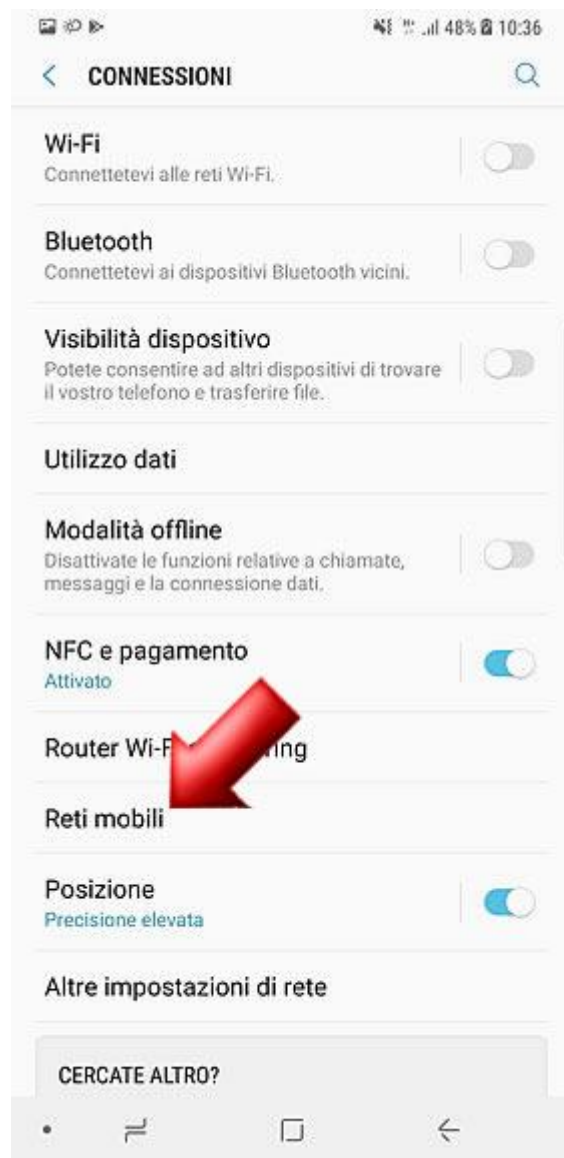 48% 10:36
CONNESSIONI
Wi-Fi
Connettetevi alle reti Wi-Fi.
Bluetooth
Connettetevi ai dispositivi Bluetooth vicini.
Visibilità dispositivo
Potete consentire ad altri dispositivi di trovare
il vostro telefono e trasferire file.
Utilizzo dati
Modalità offline
Disattivate le funzioni relative a chiamate,
messaggi e la connessione dati.
NFC e pagamento
Attivato
Router
Reti mobili
Posizione
Precisione elevata
Altre impostazioni di rete
CERCATE ALTRO?